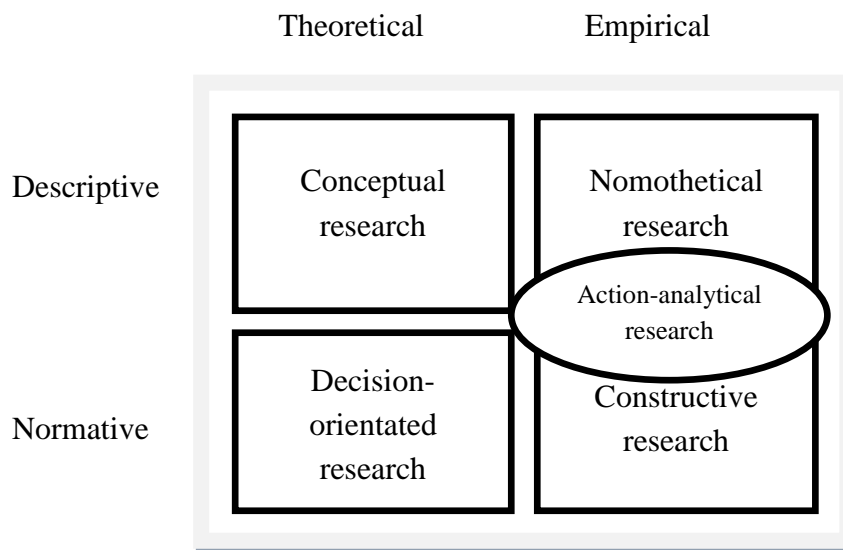 Theoretical Empirical
Descriptive
Conceptual
research
Nomothetical
research
Action-analytical
research
Normative
Decision-
orientated
research
Constructive
research